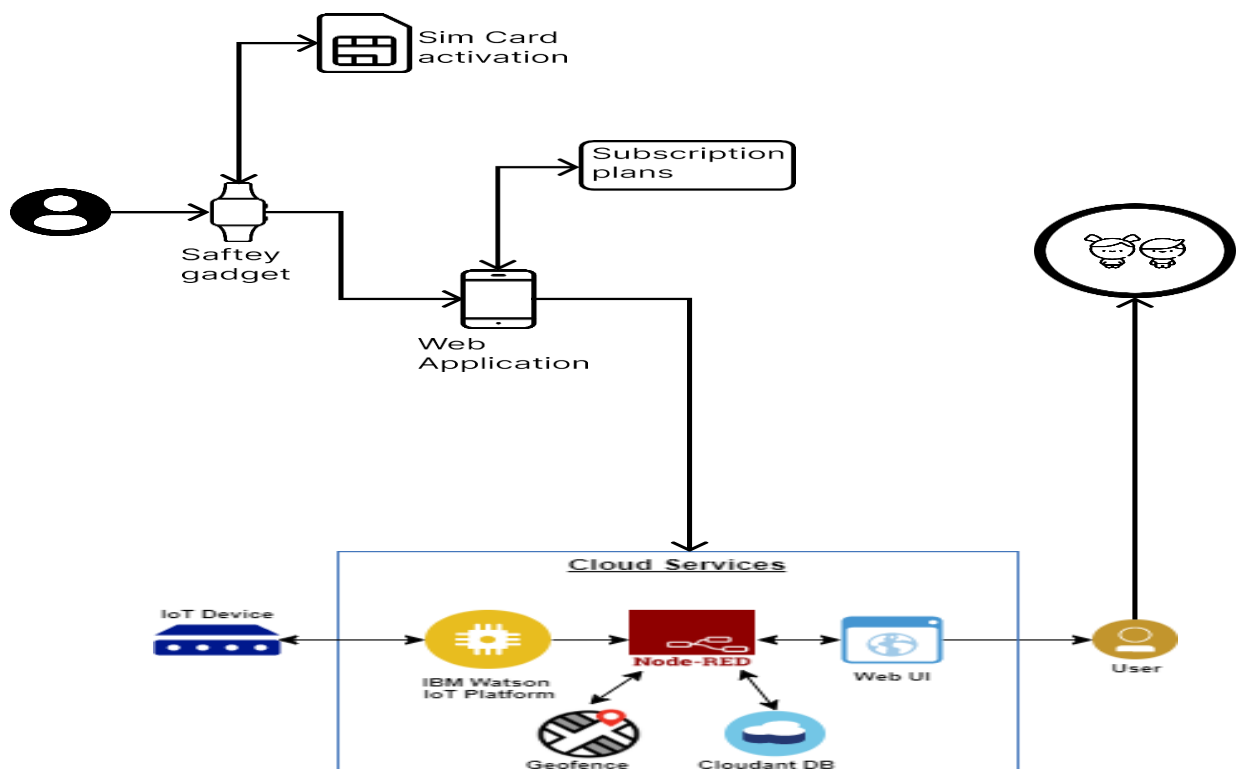 Sim Card
activation
Subscription
plans
Saftey
gadget
Web
Application
Cloud Services
IoT Device
IBM Watson
IoT Platform
Node-RED
Web UI
User
Geofence
Cloudant DB